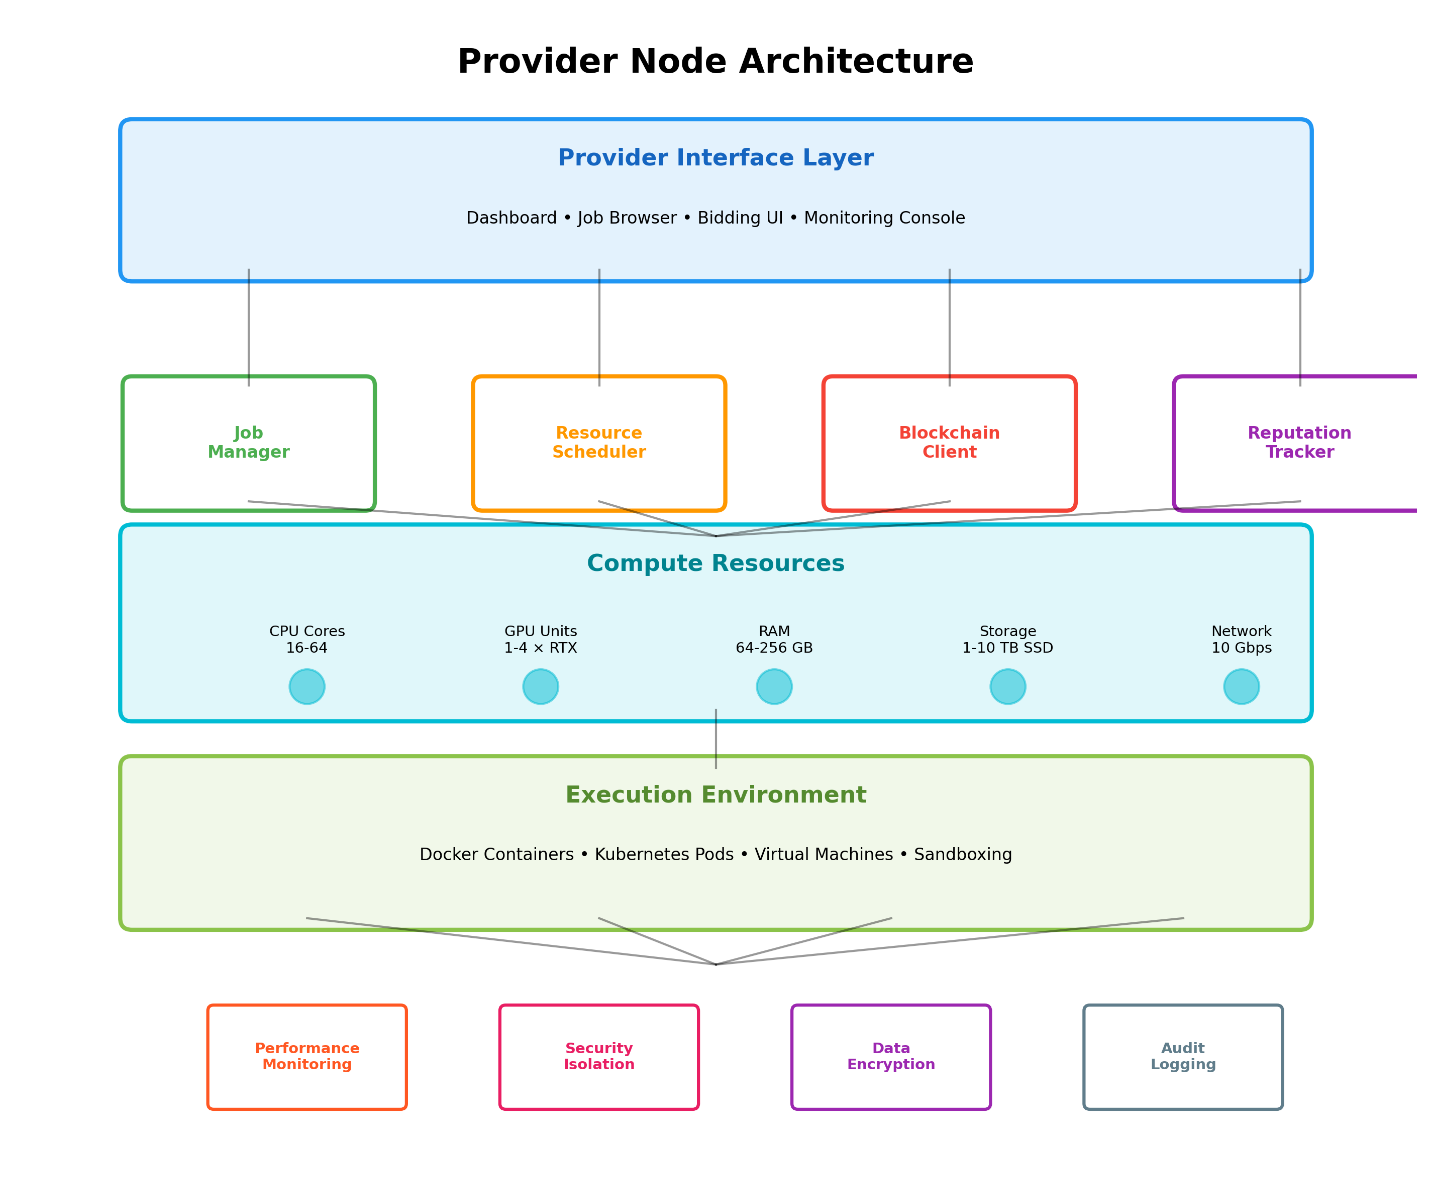 Provider Node Architecture
Provider Interface Layer
Dashboard • Job Browser • Bidding UI • Monitoring Console
Job
Manager
Resource
Scheduler
Blockchain
Client
Reputation
Tracker
Compute Resources
CPU Cores
16-64
GPU Units
1-4 × RTX
RAM
64-256 GB
Storage
1-10 TB SSD
Network
10 Gbps
Execution Environment
Docker Containers • Kubernetes Pods • Virtual Machines • Sandboxing
Performance
Monitoring
Security
Isolation
Data
Encryption
Audit
Logging